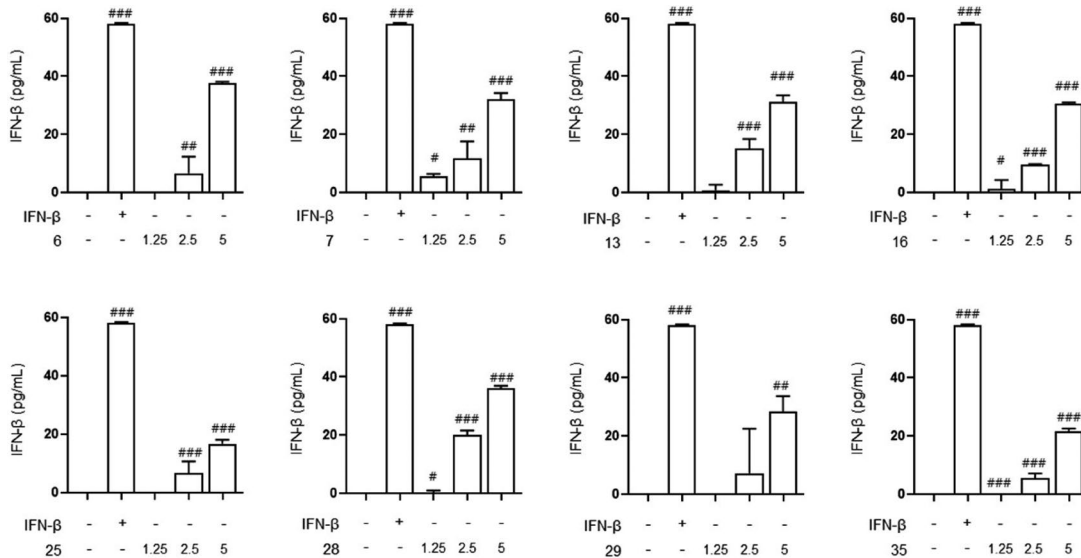 60
40
20
0
IFN-β (pg/mL)
###
##
###
IFN-β - + - - -
6 - - 1.25 2.5 5
60
40
20
0
IFN-β (pg/mL)
###
#
##
###
IFN-β - + - - -
7 - - 1.25 2.5 5
60
40
20
0
IFN-β (pg/mL)
###
###
###
IFN-β - + - - -
13 - - 1.25 2.5 5
60
40
20
0
IFN-β (pg/mL)
###
#
###
###
IFN-β - + - - -
16 - - 1.25 2.5 5
60
40
20
0
IFN-β (pg/mL)
###
###
###
IFN-β - + - - -
25 - - 1.25 2.5 5
60
40
20
0
IFN-β (pg/mL)
###
#
###
###
IFN-β - + - - -
28 - - 1.25 2.5 5
60
40
20
0
IFN-β (pg/mL)
###
##
IFN-β - + - - -
29 - - 1.25 2.5 5
60
40
20
0
IFN-β (pg/mL)
###
###
###
###
IFN-β - + - - -
35 - - 1.25 2.5 5